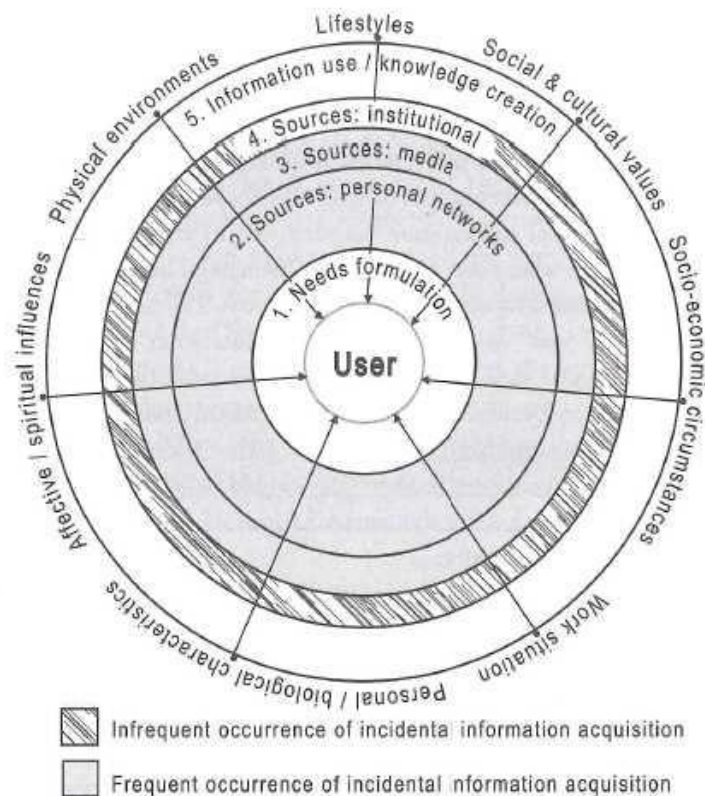 Lifestyles
Physical environments
Social & cultural values
5. Information use / knowledge creation
4. Sources: institutional
3. Sources: media
2. Sources: personal networks
1. Needs formulation
User
Affective / spiritual influences
Socio-economic circumstances
Personal / biological characteristics
Work situation
Infrequent occurrence of incidental information acquisition
Frequent occurrence of incidental information acquisition